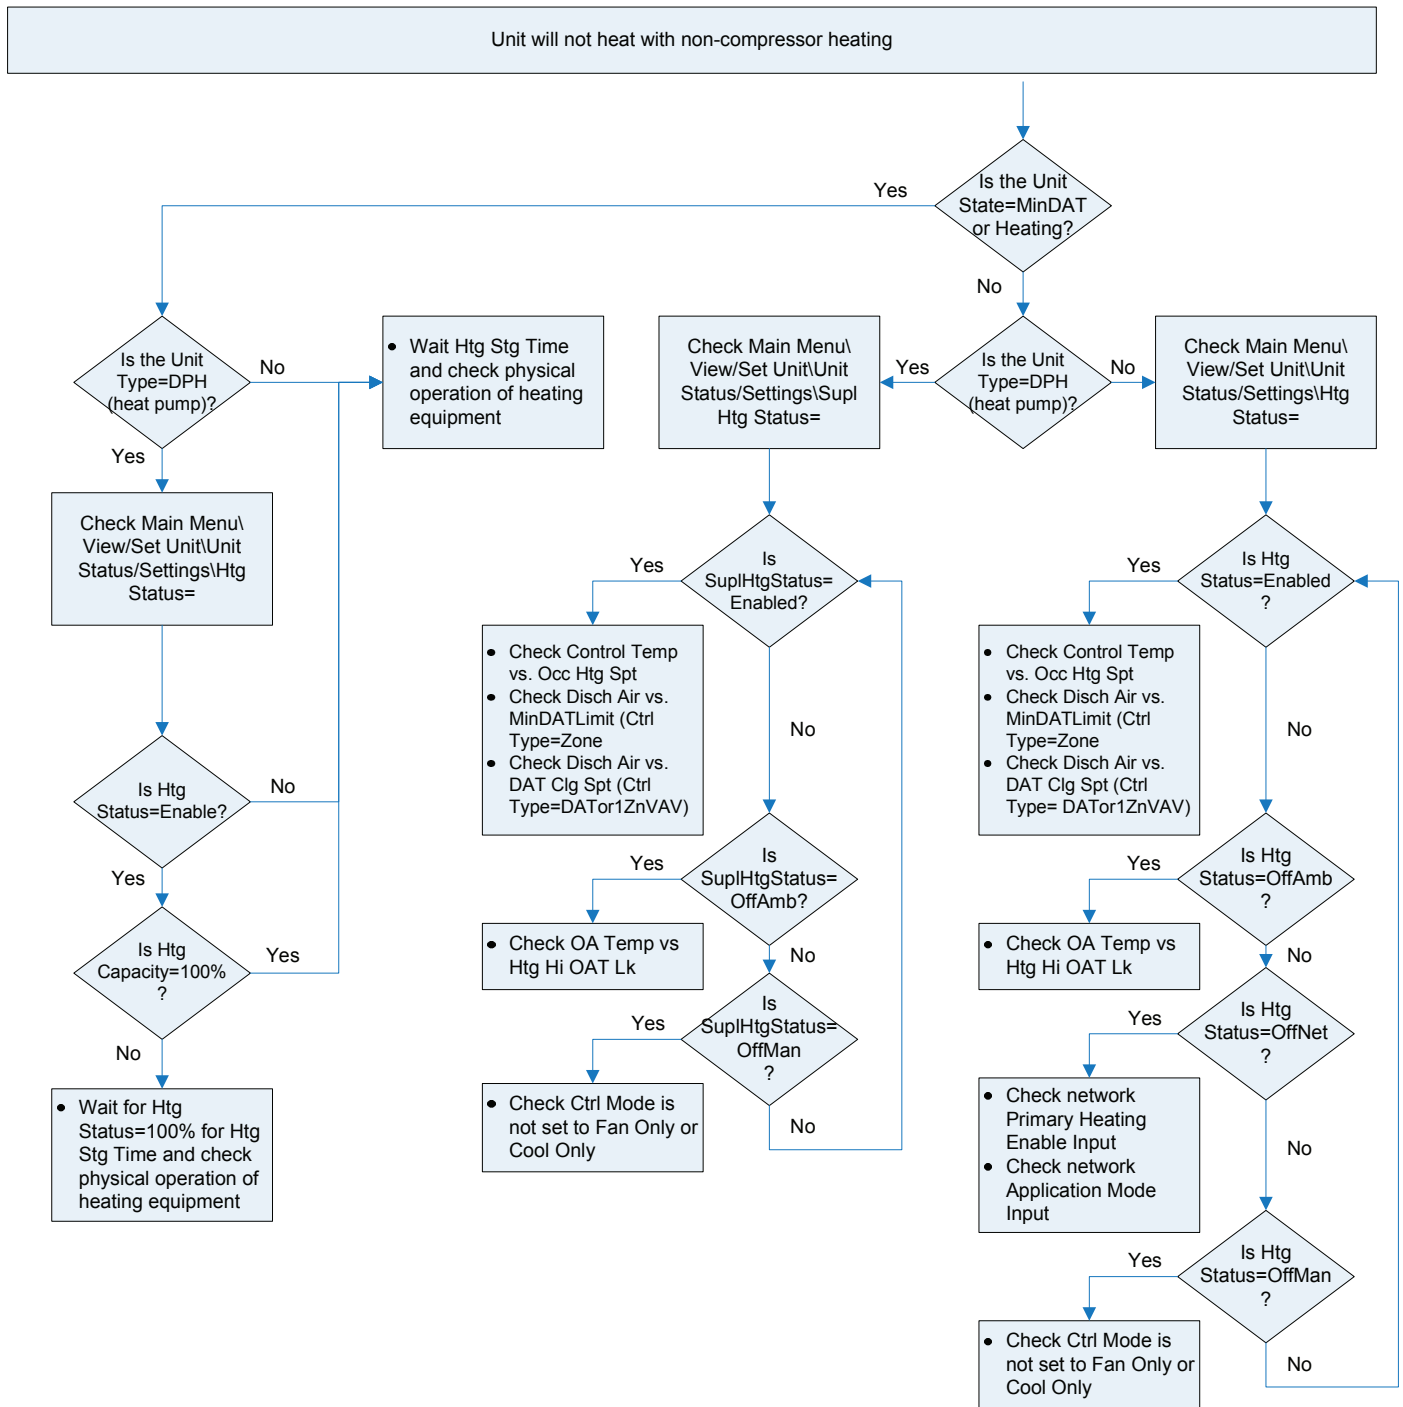 Unit will not heat with non-compressor heating
Is the Unit
State=MinDAT
or Heating?
Yes
No
Is the Unit
Type=DPH
(heat pump)?
No
Yes
• Wait Htg Stg Time
and check physical
operation of heating
equipment
Check Main Menu\
View/Set Unit\Unit
Status/Settings\Htg
Status=
Is Htg
Status=Enable?
No
Yes
Is Htg
Capacity=100%
?
Yes
No
• Wait for Htg
Status=100% for Htg
Stg Time and check
physical operation of
heating equipment
Check Main Menu\
View/Set Unit\Unit
Status/Settings\Supl
Htg Status=
Yes
Is the Unit
Type=DPH
(heat pump)?
No
Check Main Menu\
View/Set Unit\Unit
Status/Settings\Htg
Status=
Is
SuplHtgStatus=
Enabled?
Yes
• Check Control Temp
vs. Occ Htg Spt
• Check Disch Air vs.
MinDATLimit (Ctrl
Type=Zone
• Check Disch Air vs.
DAT Clg Spt (Ctrl
Type=DATor1ZnVAV)
No
Is
SuplHtgStatus=
OffAmb?
Yes
• Check OA Temp vs
Htg Hi OAT Lk
No
Is
SuplHtgStatus=
OffMan
?
Yes
• Check Ctrl Mode is
not set to Fan Only or
Cool Only
No
Is Htg
Status=Enabled
?
Yes
• Check Control Temp
vs. Occ Htg Spt
• Check Disch Air vs.
MinDATLimit (Ctrl
Type=Zone
• Check Disch Air vs.
DAT Clg Spt (Ctrl
Type= DATor1ZnVAV)
No
Is Htg
Status=OffAmb
?
Yes
• Check OA Temp vs
Htg Hi OAT Lk
No
Is Htg
Status=OffNet
?
Yes
• Check network
Primary Heating
Enable Input
• Check network
Application Mode
Input
No
Is Htg
Status=OffMan
?
Yes
• Check Ctrl Mode is
not set to Fan Only or
Cool Only
No